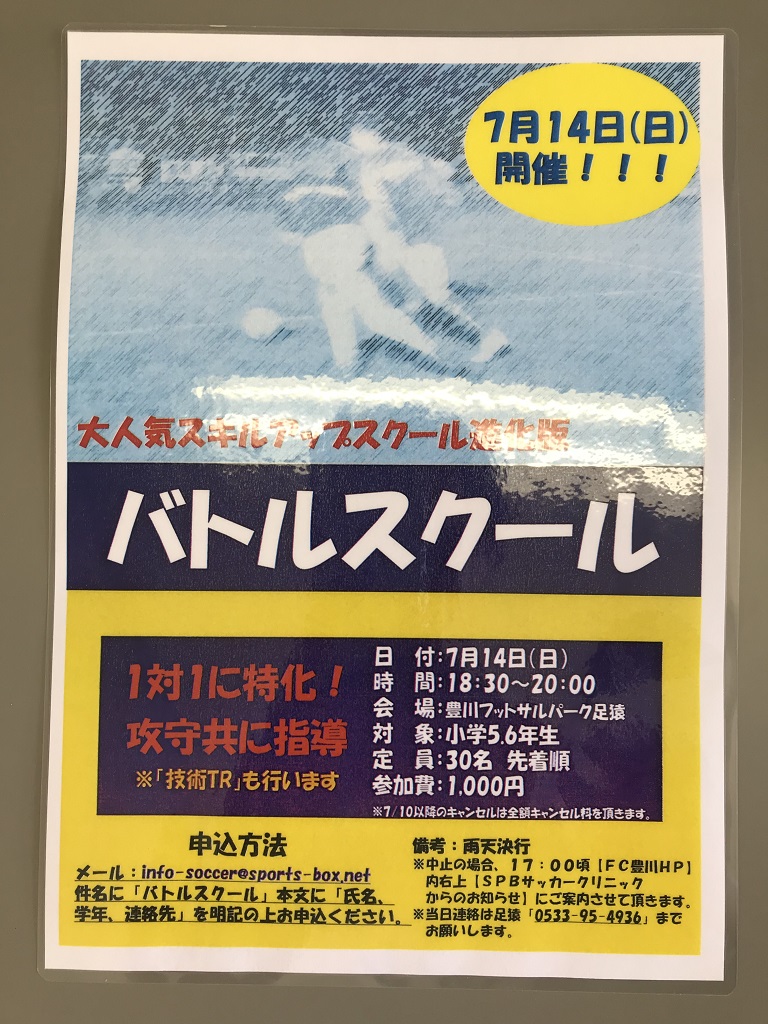 7月14日(日)
開催！！！
大人気スキルアップスクール進化版
バトルスクール
1対1に特化！
攻守共に指導
※「技術TR」も行います
日　付：7月14日(日)
時　間：18:30～20:00
会　場：豊川フットサルパーク足猿
対　象：小学5.6年生
定　員：30名 先着順
参加費：1.000円
※7/10以降のキャンセルは全額キャンセル料を頂きます。
申込方法
メール：info-soccer@sports-box.net
件名に「バトルスクール」本文に「氏名、
学年、連絡先」を明記の上お申込ください。
備考：雨天決行
※中止の場合、１７：００頃【ＦＣ豊川ＨＰ】
内右上【ＳＰＢサッカークリニック
からのお知らせ】にご案内させて頂きます。
※当日連絡は足猿「0533-95-4936」まで
お願いします。